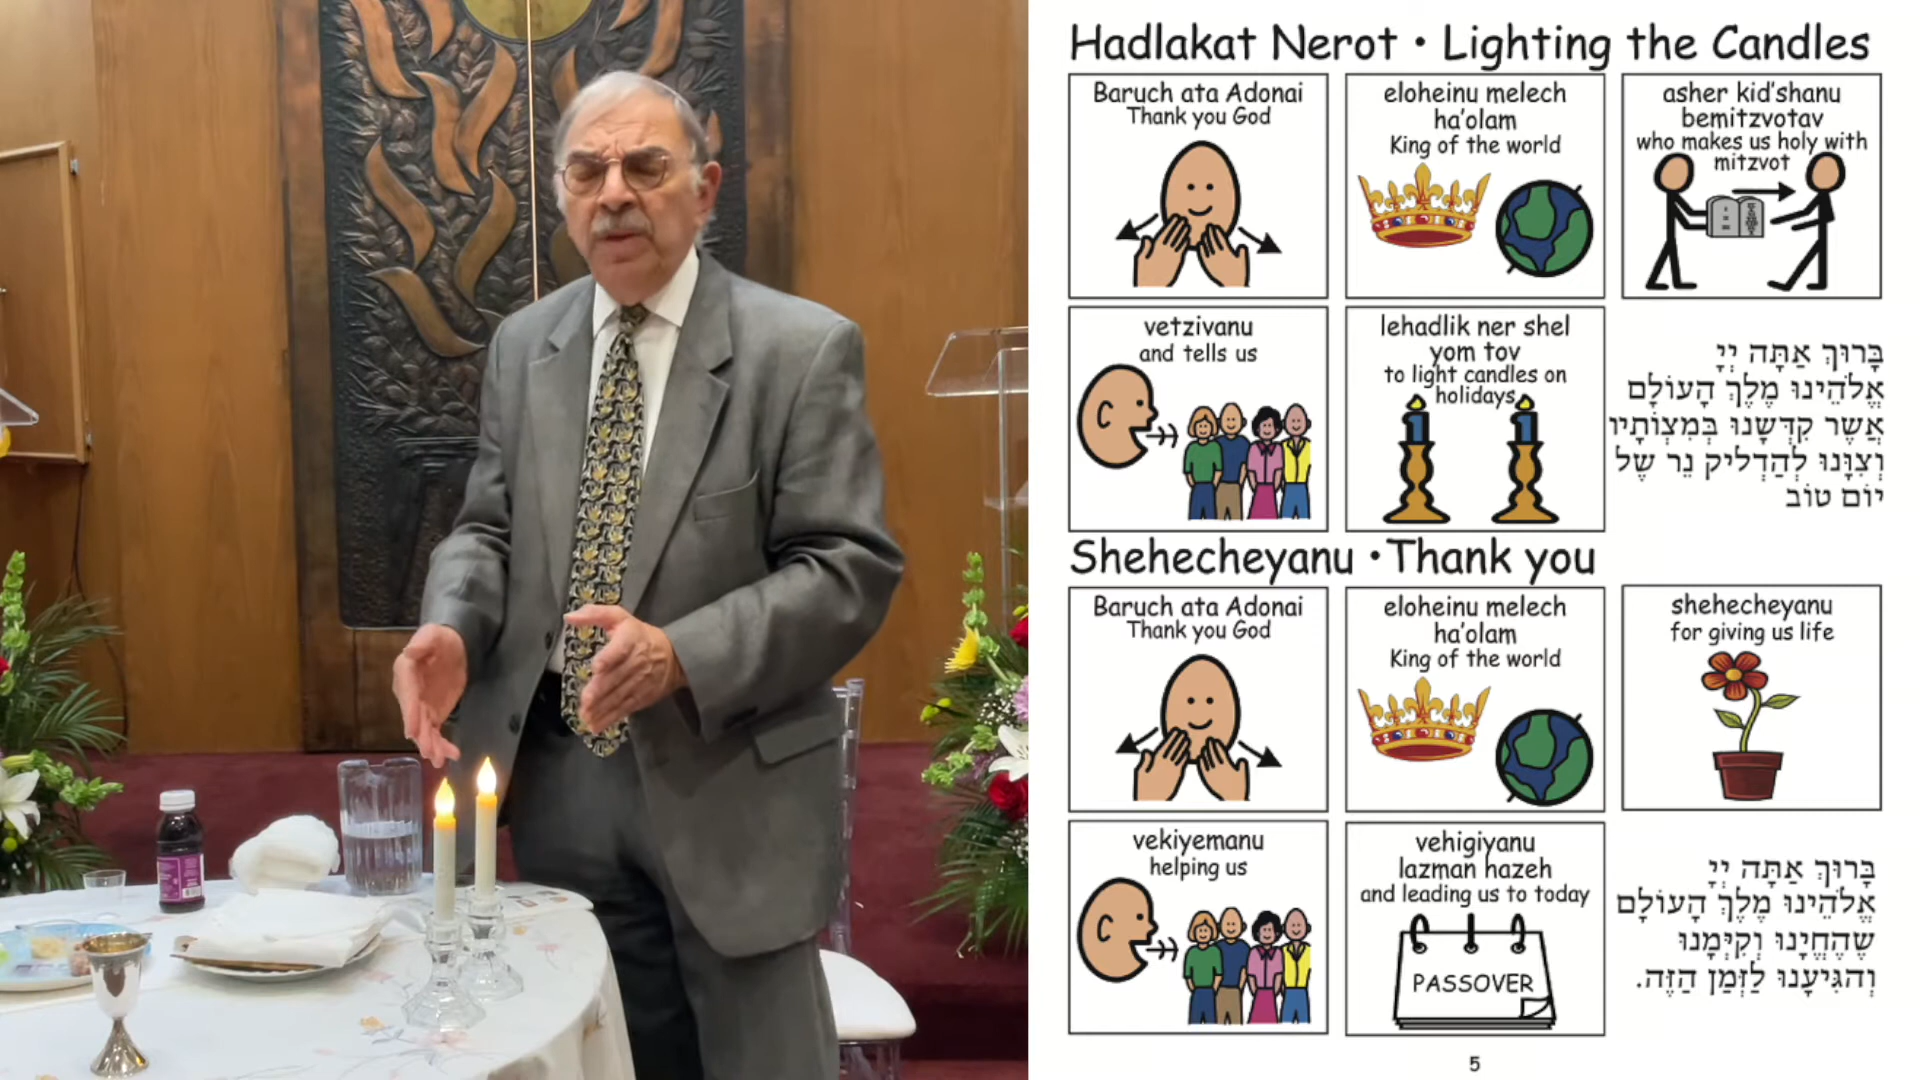 Hadlakat Nerot • Lighting the Candles
Baruch ata Adonai
Thank you God
eloheinu melech
ha'olam
King of the world
asher kid'shanu
bemitzvotav
who makes us holy with
mitzvot
vetzivanu
and tells us
lehadlik ner shel
yom tov
to light candles on
holidays
בָּרוּךְ אַתָּה יְיָ
אֱלֹהֵינוּ מֶלֶךְ הָעוֹלָם
אֲשֶׁר קִדְּשָׁנוּ בְּמִצְוֹתָיו
וְצִוָּנוּ לְהַדְלִיק נֵר שֶׁל
יוֹם טוֹב
Shehecheyanu • Thank you
Baruch ata Adonai
Thank you God
eloheinu melech
ha'olam
King of the world
shehecheyanu
for giving us life
vekiyemanu
helping us
vehigiyanu
lazman hazeh
and leading us to today
PASSOVER
בָּרוּךְ אַתָּה יְיָ
אֱלֹהֵינוּ מֶלֶךְ הָעוֹלָם
שֶׁהֶחֱיָנוּ וְקִיְּמָנוּ
וְהִגִּיעָנוּ לַזְּמַן הַזֶּה.
5